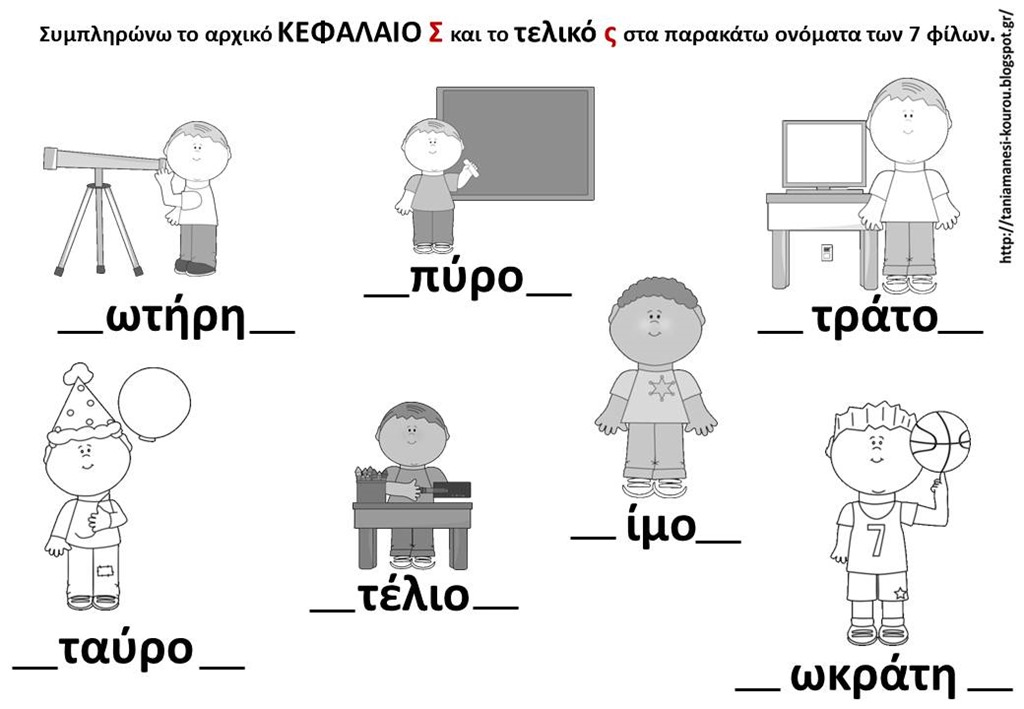 Συμπληρώνω το αρχικό ΚΕΦΑΛΑΙΟ Σ και το τελικό ς στα παρακάτω ονόματα των 7 φίλων.
http://taniamanesi-kourou.blogspot.gr/
__πύρο__
__ωτήρη__
__ τράτο__
__ ίμο__
__τέλιο__
__ταύρο__
__ ωκράτη __
7